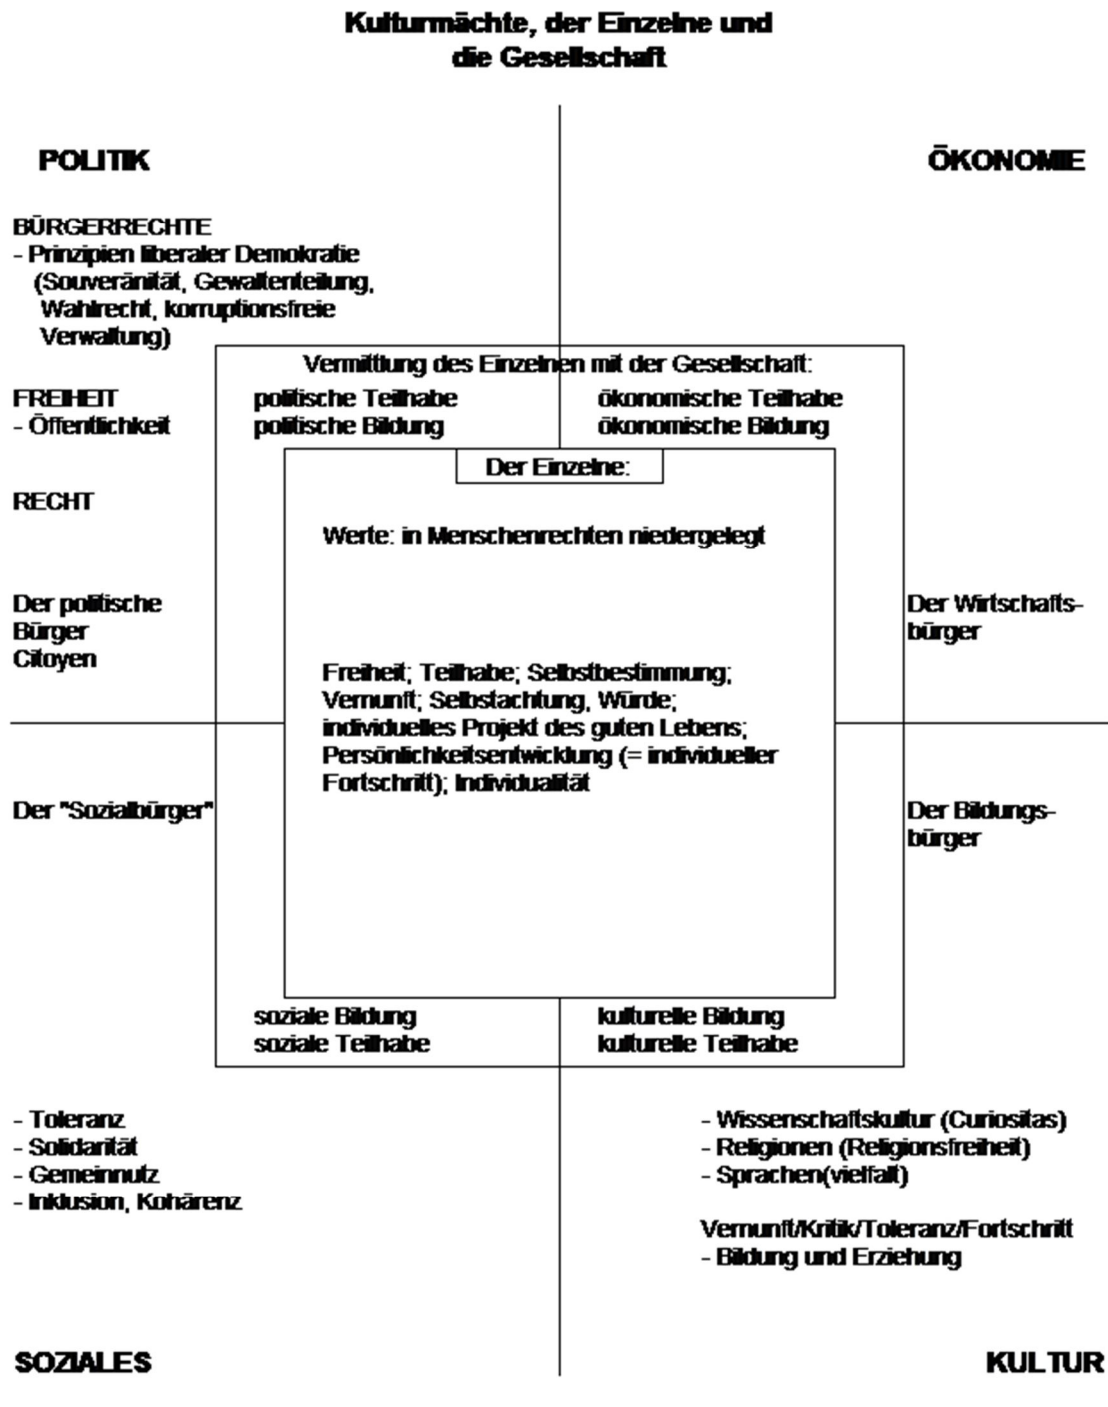 Kulturmächte, der Einzelne und
die Gesellschaft
POLITIK
ÖKONOMIE
BÜRGERRECHTE
- Prinzipien liberaler Demokratie
(Souveränität, Gewaltenteilung,
Wahlrecht, korruptionsfreie
Verwaltung)
Vermittlung des Einzelnen mit der Gesellschaft:
FREIHEIT
- Öffentlichkeit
politische Teilhabe
politische Bildung
ökonomische Teilhabe
ökonomische Bildung
Der Einzelne:
RECHT
Werte: in Menschenrechten niedergelegt
Der politische
Bürger
Citoyen
Der Wirtschafts-
bürger
Freiheit; Teilhabe; Selbstbestimmung;
Vernunft; Selbstachtung, Würde;
individuelles Projekt des guten Lebens;
Persönlichkeitsentwicklung (= individueller
Fortschritt); Individualität
Der "Sozialbürger"
Der Bildungs-
bürger
soziale Bildung
soziale Teilhabe
kulturelle Bildung
kulturelle Teilhabe
- Toleranz
- Solidarität
- Gemeinnutz
- Inklusion, Kohärenz
- Wissenschaftskultur (Curiositas)
- Religionen (Religionsfreiheit)
- Sprachen(vielfalt)
Vernunft/Kritik/Toleranz/Fortschritt
- Bildung und Erziehung
SOZIALES
KULTUR